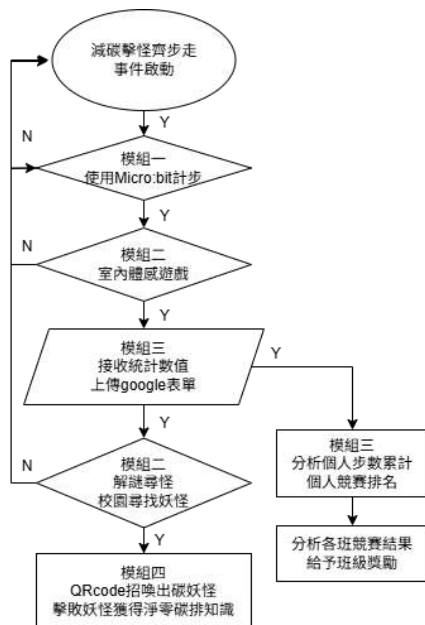 減碳擊怪齊步走
事件啟動
Y
N
模組一
使用Micro:bit計步
Y
N
模組二
室內體感遊戲
Y
模組三
接收統計數值
上傳google表單
Y
Y
N
模組二
解謎尋怪
校園尋找妖怪
模組三
分析個人步數累計
個人競賽排名
Y
分析各班競賽結果
給予班級獎勵
模組四
QRcode招喚出碳妖怪
擊敗妖怪獲得淨零碳排知識